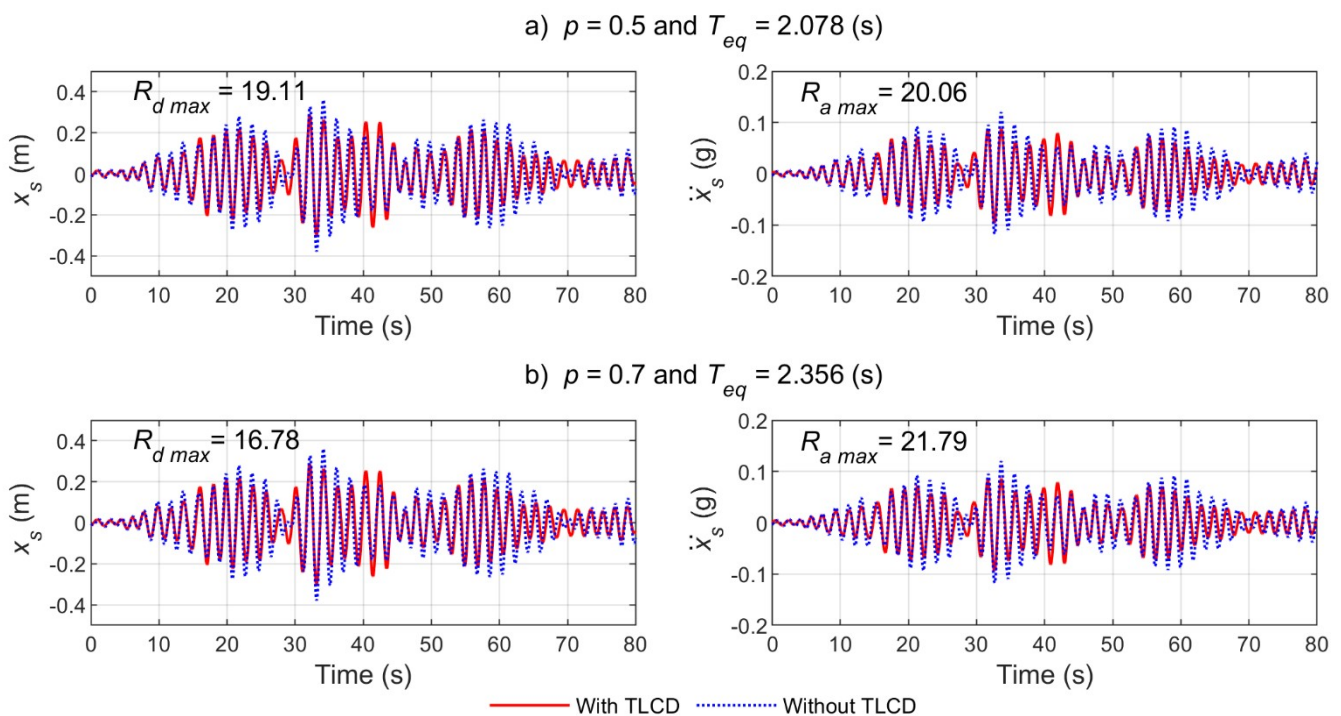 a) p = 0.5 and T_eq = 2.078 (s)
R_d max = 19.11
x_s (m)
0.4
0.2
0
-0.2
-0.4
0 10 20 30 40 50 60 70 80
Time (s)
R_a max = 20.06
ẍ_s (g)
0.2
0.1
0
-0.1
-0.2
0 10 20 30 40 50 60 70 80
Time (s)
b) p = 0.7 and T_eq = 2.356 (s)
R_d max = 16.78
x_s (m)
0.4
0.2
0
-0.2
-0.4
0 10 20 30 40 50 60 70 80
Time (s)
R_a max = 21.79
ẍ_s (g)
0.2
0.1
0
-0.1
-0.2
0 10 20 30 40 50 60 70 80
Time (s)
With TLCD Without TLCD